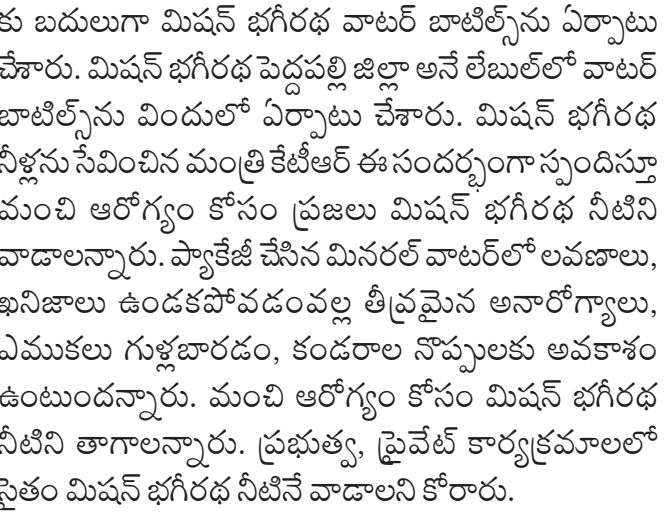 కు బదులుగా మిషన్ భగీరథ వాటర్ బాటిల్స్‌ను ఏర్పాటు
చేశారు. మిషన్ భగీరథ పెద్దపల్లి జిల్లా అనే లేబుల్‌లో వాటర్
బాటిల్స్‌ను విందులో ఏర్పాటు చేశారు. మిషన్ భగీరథ
నీళ్లను సేవించిన మంత్రి కేటీఆర్ ఈ సందర్భంగా స్పందిస్తూ
మంచి ఆరోగ్యం కోసం ప్రజలు మిషన్ భగీరథ నీటిని
వాడాలన్నారు. ప్యాకేజీ చేసిన మినరల్ వాటర్‌లో లవణాలు,
ఖనిజాలు ఉండకపోవడంవల్ల తీవ్రమైన అనారోగ్యాలు,
ఎముకలు గుళ్లబారడం, కండరాల నొప్పులకు అవకాశం
ఉంటుందన్నారు. మంచి ఆరోగ్యం కోసం మిషన్ భగీరథ
నీటిని తాగాలన్నారు. ప్రభుత్వ, ప్రైవేట్ కార్యక్రమాలలో
సైతం మిషన్ భగీరథ నీటినే వాడాలని కోరారు.